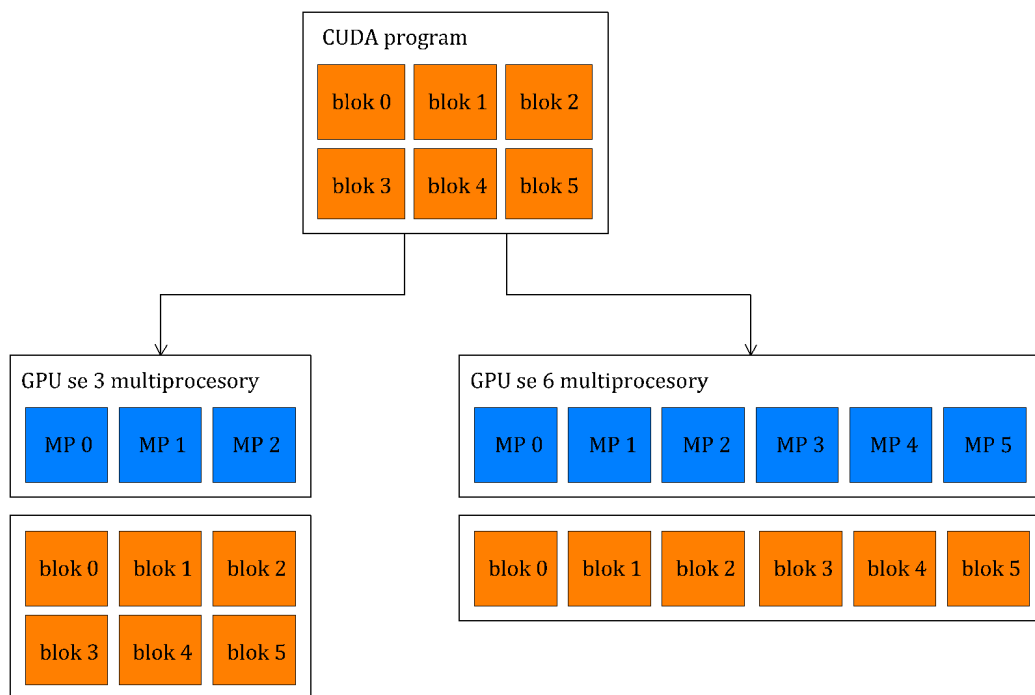 CUDA program
blok 0 blok 1 blok 2
blok 3 blok 4 blok 5
GPU se 3 multiprocesory
MP 0 MP 1 MP 2
blok 0 blok 1 blok 2
blok 3 blok 4 blok 5
GPU se 6 multiprocesory
MP 0 MP 1 MP 2 MP 3 MP 4 MP 5
blok 0 blok 1 blok 2 blok 3 blok 4 blok 5